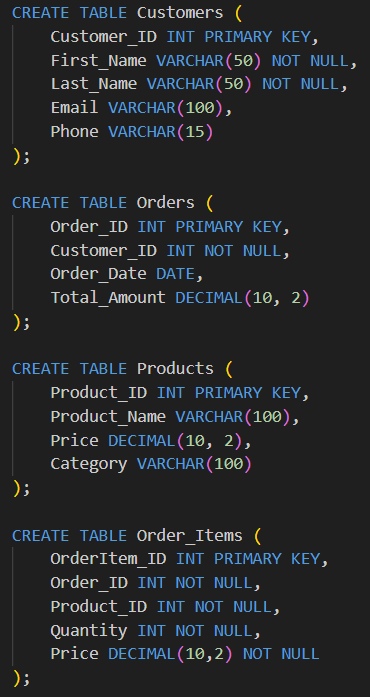 CREATE TABLE Customers (
    Customer_ID INT PRIMARY KEY,
    First_Name VARCHAR(50) NOT NULL,
    Last_Name VARCHAR(50) NOT NULL,
    Email VARCHAR(100),
    Phone VARCHAR(15)
);

CREATE TABLE Orders (
    Order_ID INT PRIMARY KEY,
    Customer_ID INT NOT NULL,
    Order_Date DATE,
    Total_Amount DECIMAL(10, 2)
);

CREATE TABLE Products (
    Product_ID INT PRIMARY KEY,
    Product_Name VARCHAR(100),
    Price DECIMAL(10, 2),
    Category VARCHAR(100)
);

CREATE TABLE Order_Items (
    OrderItem_ID INT PRIMARY KEY,
    Order_ID INT NOT NULL,
    Product_ID INT NOT NULL,
    Quantity INT NOT NULL,
    Price DECIMAL(10,2) NOT NULL
);